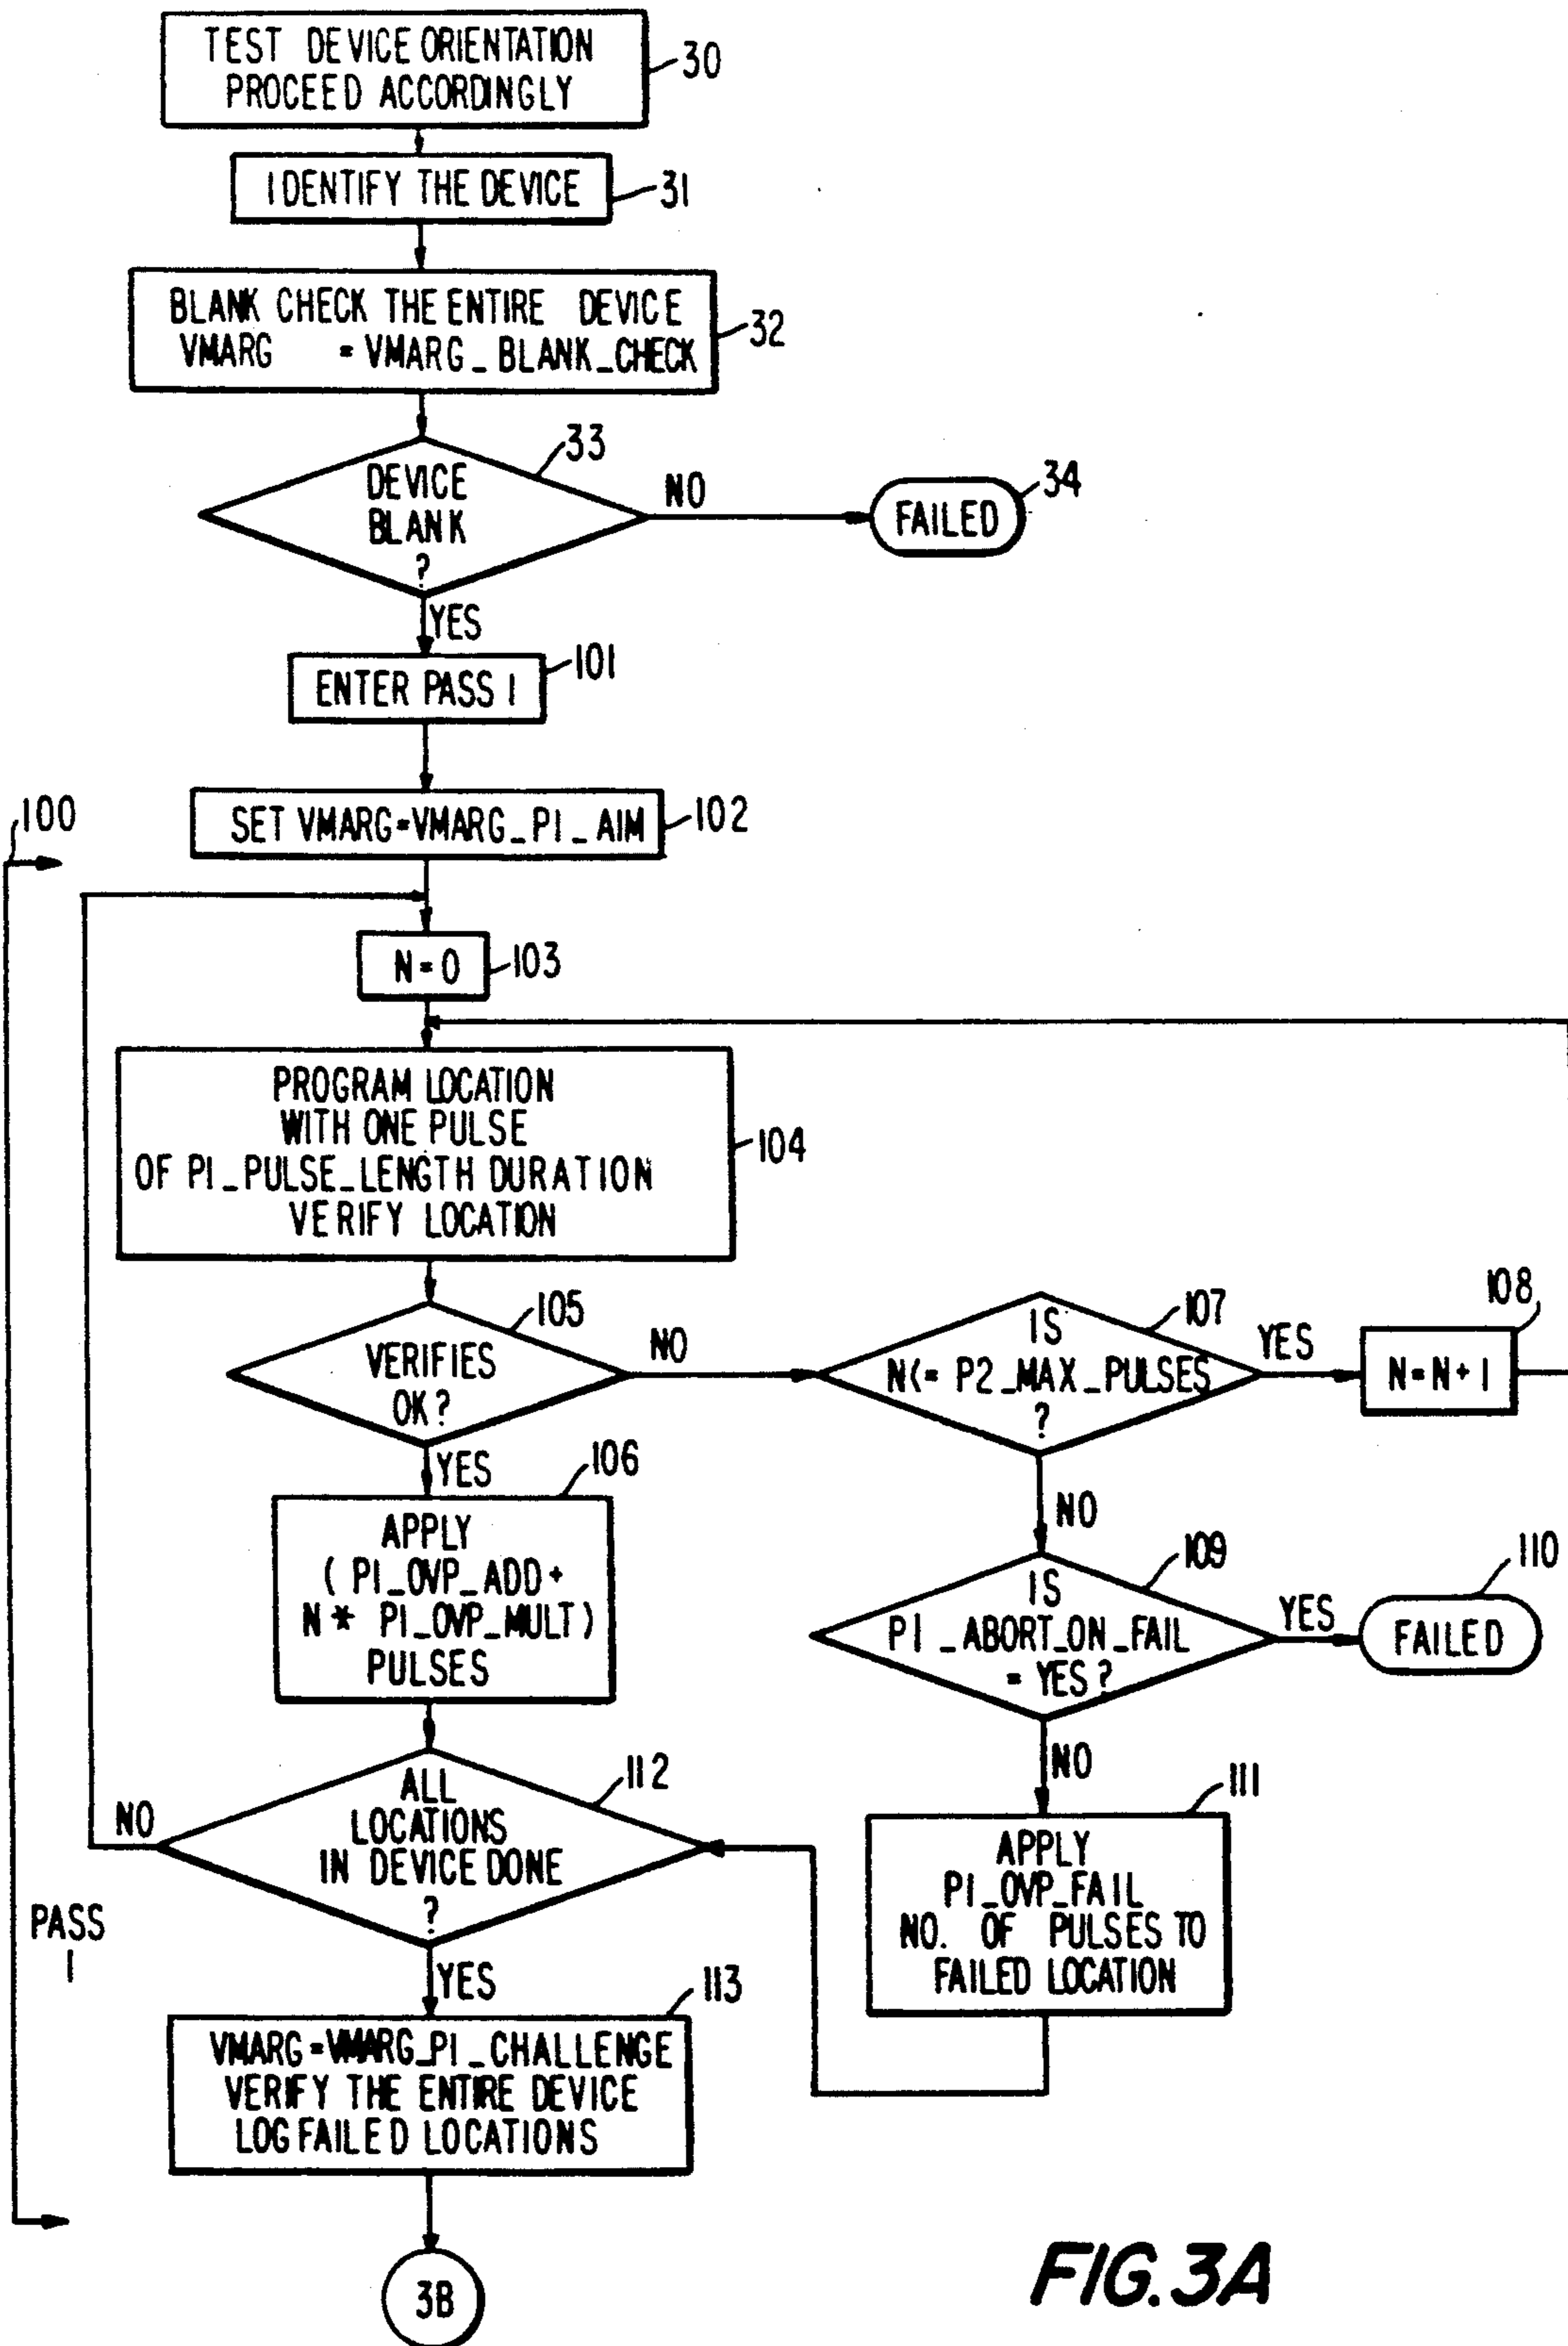 TEST DEVICE ORIENTATION
PROCEED ACCORDINGLY
30
IDENTIFY THE DEVICE
31
BLANK CHECK THE ENTIRE DEVICE
VMARG = VMARG_BLANK_CHECK
32
DEVICE
BLANK
?
33
NO
FAILED
34
YES
ENTER PASS 1
101
100
SET VMARG=VMARG_P1_AIM
102
N=0
103
PROGRAM LOCATION
WITH ONE PULSE
OF P1_PULSE_LENGTH DURATION
VERIFY LOCATION
104
VERIFIES
OK?
105
NO
IS
N<= P2_MAX_PULSES
?
107
YES
N=N+1
108
YES
APPLY
(P1_OVP_ADD+
N* P1_OVP_MULT)
PULSES
106
NO
IS
P1_ABORT_ON_FAIL
= YES?
109
YES
FAILED
110
NO
APPLY
P1_OVP_FAIL
NO. OF PULSES TO
FAILED LOCATION
111
ALL
LOCATIONS
IN DEVICE DONE
?
112
NO
PASS
1
YES
VMARG=VMARG_P1_CHALLENGE
VERIFY THE ENTIRE DEVICE
LOG FAILED LOCATIONS
113
3B
FIG. 3A